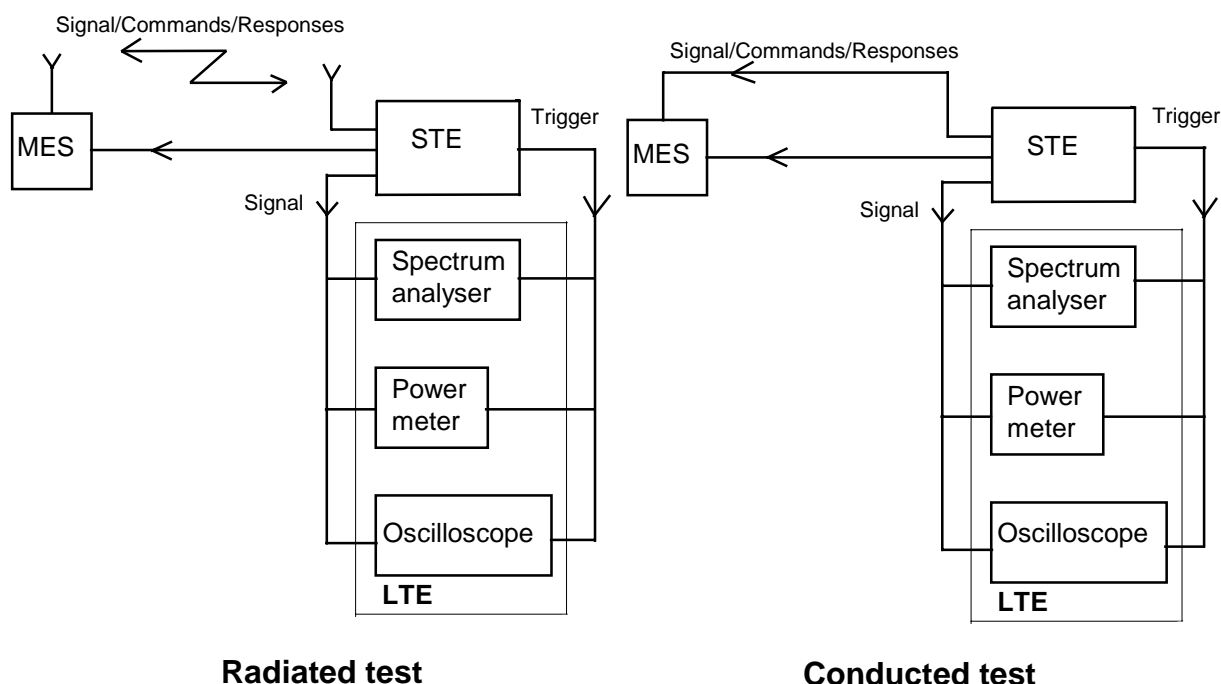 Signal/Commands/Responses
MES
STE
Trigger
Signal
Spectrum
analyser
Power
meter
Oscilloscope
LTE
Radiated test
Signal/Commands/Responses
MES
STE
Trigger
Signal
Spectrum
analyser
Power
meter
Oscilloscope
LTE
Conducted test